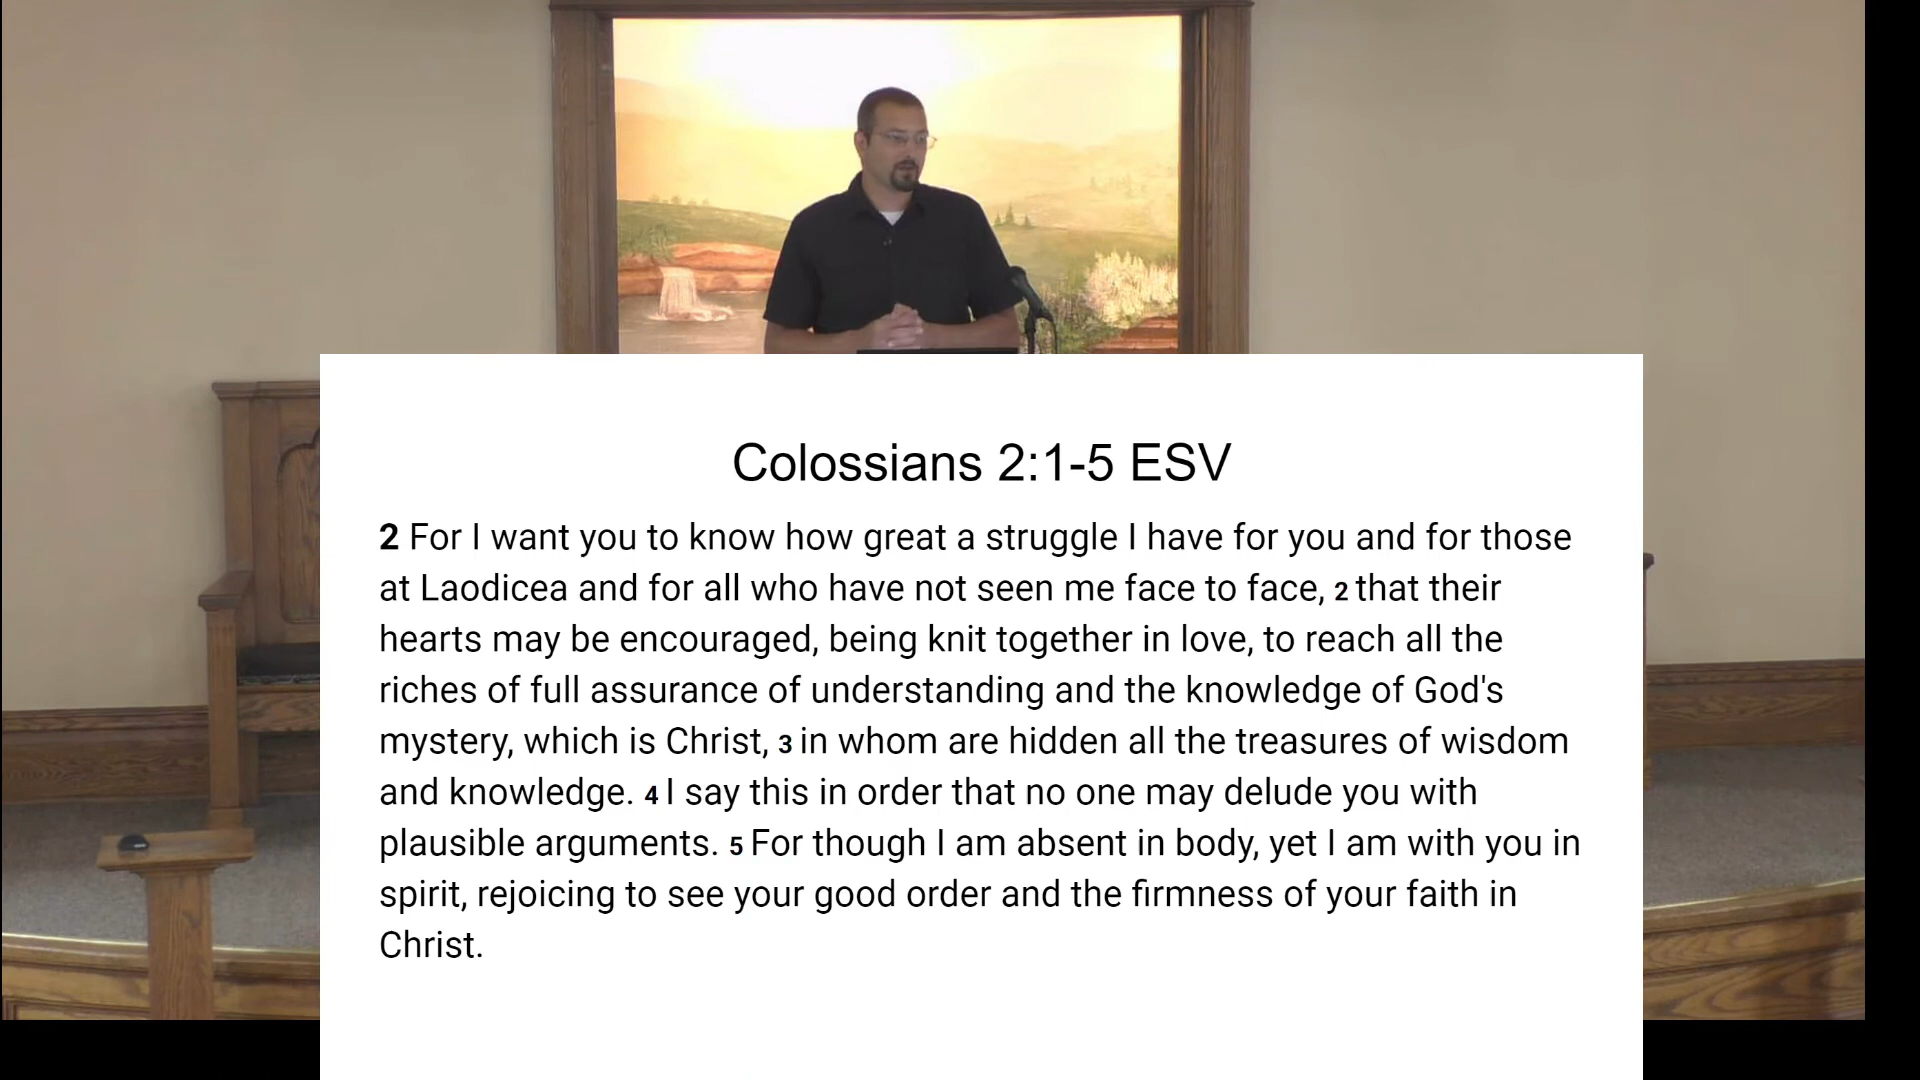 Colossians 2:1-5 ESV
2 For I want you to know how great a struggle I have for you and for those
at Laodicea and for all who have not seen me face to face, 2 that their
hearts may be encouraged, being knit together in love, to reach all the
riches of full assurance of understanding and the knowledge of God's
mystery, which is Christ, 3 in whom are hidden all the treasures of wisdom
and knowledge. 4 I say this in order that no one may delude you with
plausible arguments. 5 For though I am absent in body, yet I am with you in
spirit, rejoicing to see your good order and the firmness of your faith in
Christ.